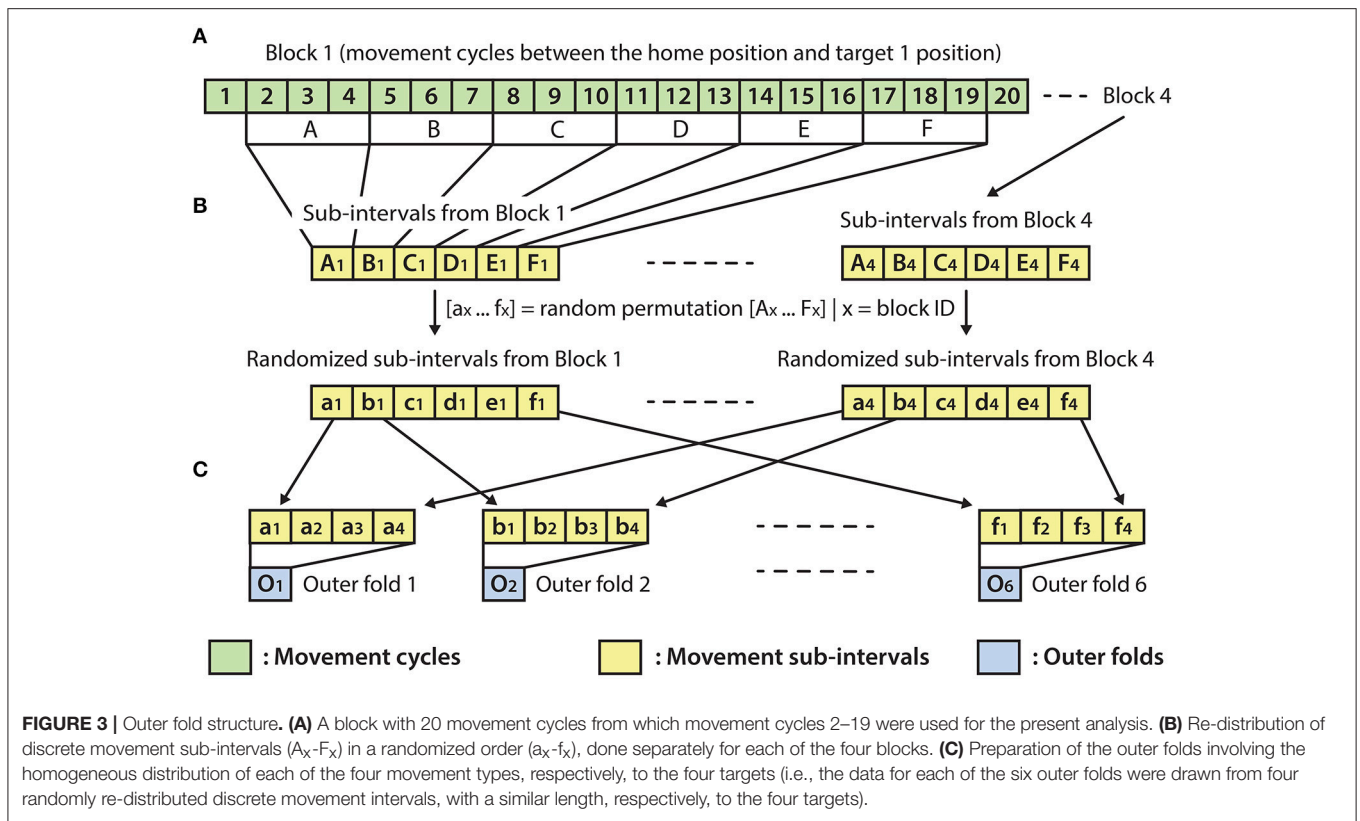 A
Block 1 (movement cycles between the home position and target 1 position)
1 2 3 4 5 6 7 8 9 10 11 12 13 14 15 16 17 18 19 20 ---- Block 4
A B C D E F
B
Sub-intervals from Block 1
Sub-intervals from Block 4
A1 B1 C1 D1 E1 F1
A4 B4 C4 D4 E4 F4
[ax ... fx] = random permutation [Ax ... Fx] | x = block ID
Randomized sub-intervals from Block 1
Randomized sub-intervals from Block 4
a1 b1 c1 d1 e1 f1
a4 b4 c4 d4 e4 f4
C
a1 a2 a3 a4
b1 b2 b3 b4
f1 f2 f3 f4
O1 Outer fold 1
O2 Outer fold 2
O6 Outer fold 6
: Movement cycles
: Movement sub-intervals
: Outer folds
FIGURE 3 | Outer fold structure. (A) A block with 20 movement cycles from which movement cycles 2–19 were used for the present analysis. (B) Re-distribution of
discrete movement sub-intervals (Ax-Fx) in a randomized order (ax-fx), done separately for each of the four blocks. (C) Preparation of the outer folds involving the
homogeneous distribution of each of the four movement types, respectively, to the four targets (i.e., the data for each of the six outer folds were drawn from four
randomly re-distributed discrete movement intervals, with a similar length, respectively, to the four targets).